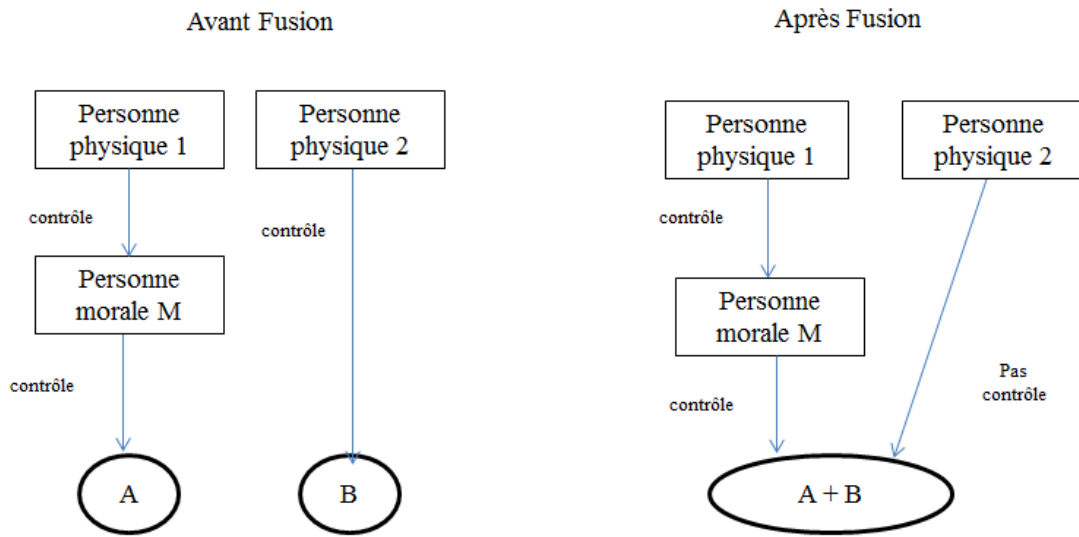 Avant Fusion
Personne
physique 1
Personne
physique 2
contrôle
contrôle
Personne
morale M
contrôle
A
B
Après Fusion
Personne
physique 1
Personne
physique 2
contrôle
Personne
morale M
Pas
contrôle
contrôle
A + B